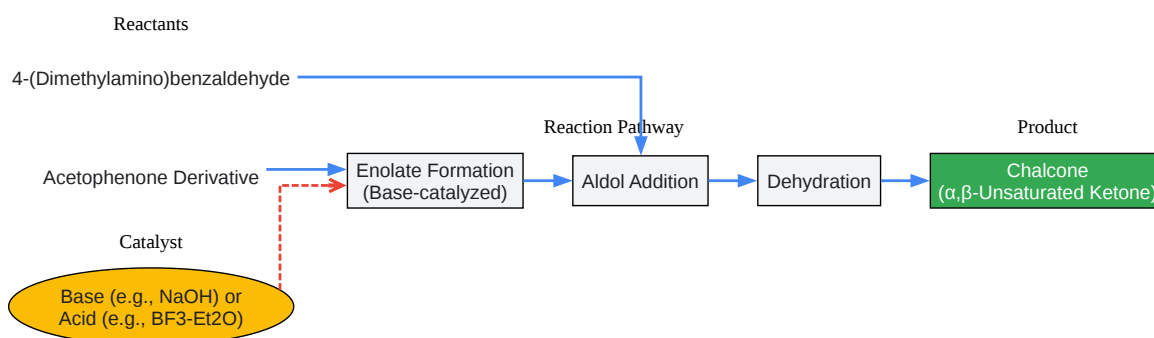 Reactants
4-(Dimethylamino)benzaldehyde
Reaction Pathway
Product
Acetophenone Derivative
Enolate Formation
(Base-catalyzed)
Aldol Addition
Dehydration
Chalcone
(α,β-Unsaturated Ketone)
Catalyst
Base (e.g., NaOH) or
Acid (e.g., BF3-Et2O)